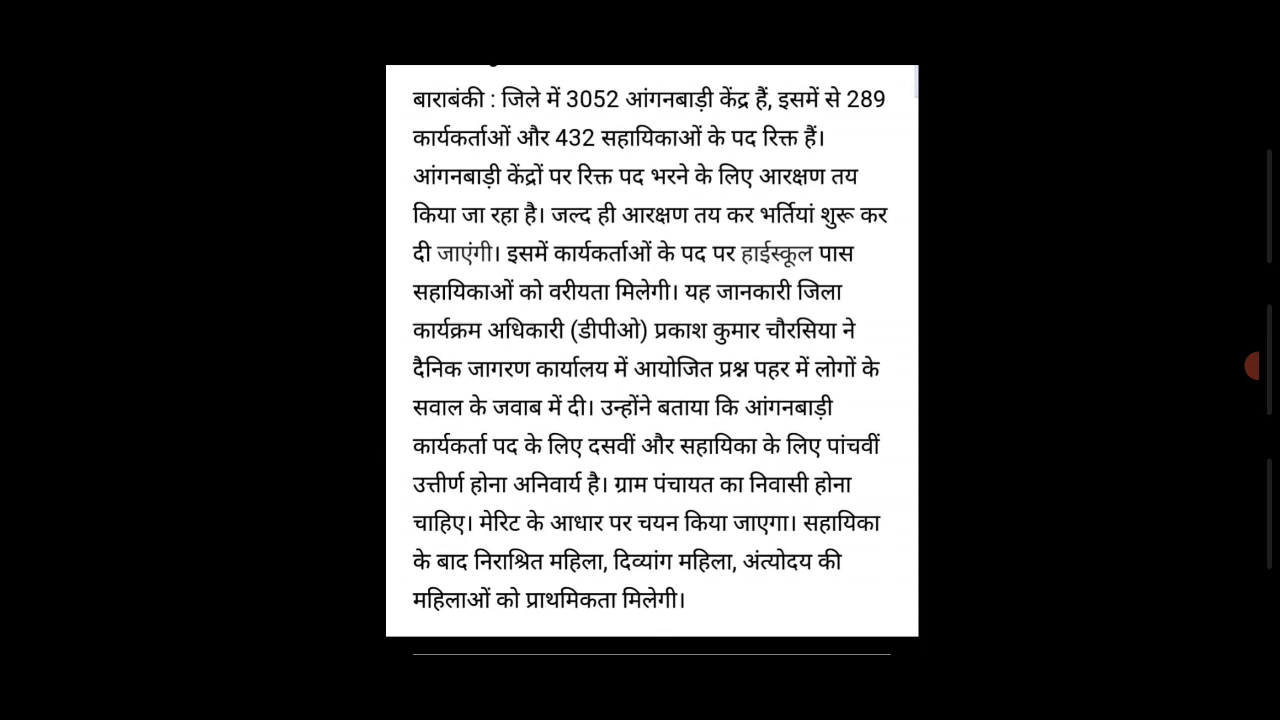 बाराबंकी : जिले में 3052 आंगनबाड़ी केंद्र हैं, इसमें से 289
कार्यकर्ताओं और 432 सहायिकाओं के पद रिक्त हैं।
आंगनबाड़ी केंद्रों पर रिक्त पद भरने के लिए आरक्षण तय
किया जा रहा है। जल्द ही आरक्षण तय कर भर्तियां शुरू कर
दी जाएंगी। इसमें कार्यकर्ताओं के पद पर हाईस्कूल पास
सहायिकाओं को वरीयता मिलेगी। यह जानकारी जिला
कार्यक्रम अधिकारी (डीपीओ) प्रकाश कुमार चौरसिया ने
दैनिक जागरण कार्यालय में आयोजित प्रश्न पहर में लोगों के
सवाल के जवाब में दी। उन्होंने बताया कि आंगनबाड़ी
कार्यकर्ता पद के लिए दसवीं और सहायिका के लिए पांचवीं
उत्तीर्ण होना अनिवार्य है। ग्राम पंचायत का निवासी होना
चाहिए। मेरिट के आधार पर चयन किया जाएगा। सहायिका
के बाद निराश्रित महिला, दिव्यांग महिला, अंत्योदय की
महिलाओं को प्राथमिकता मिलेगी।